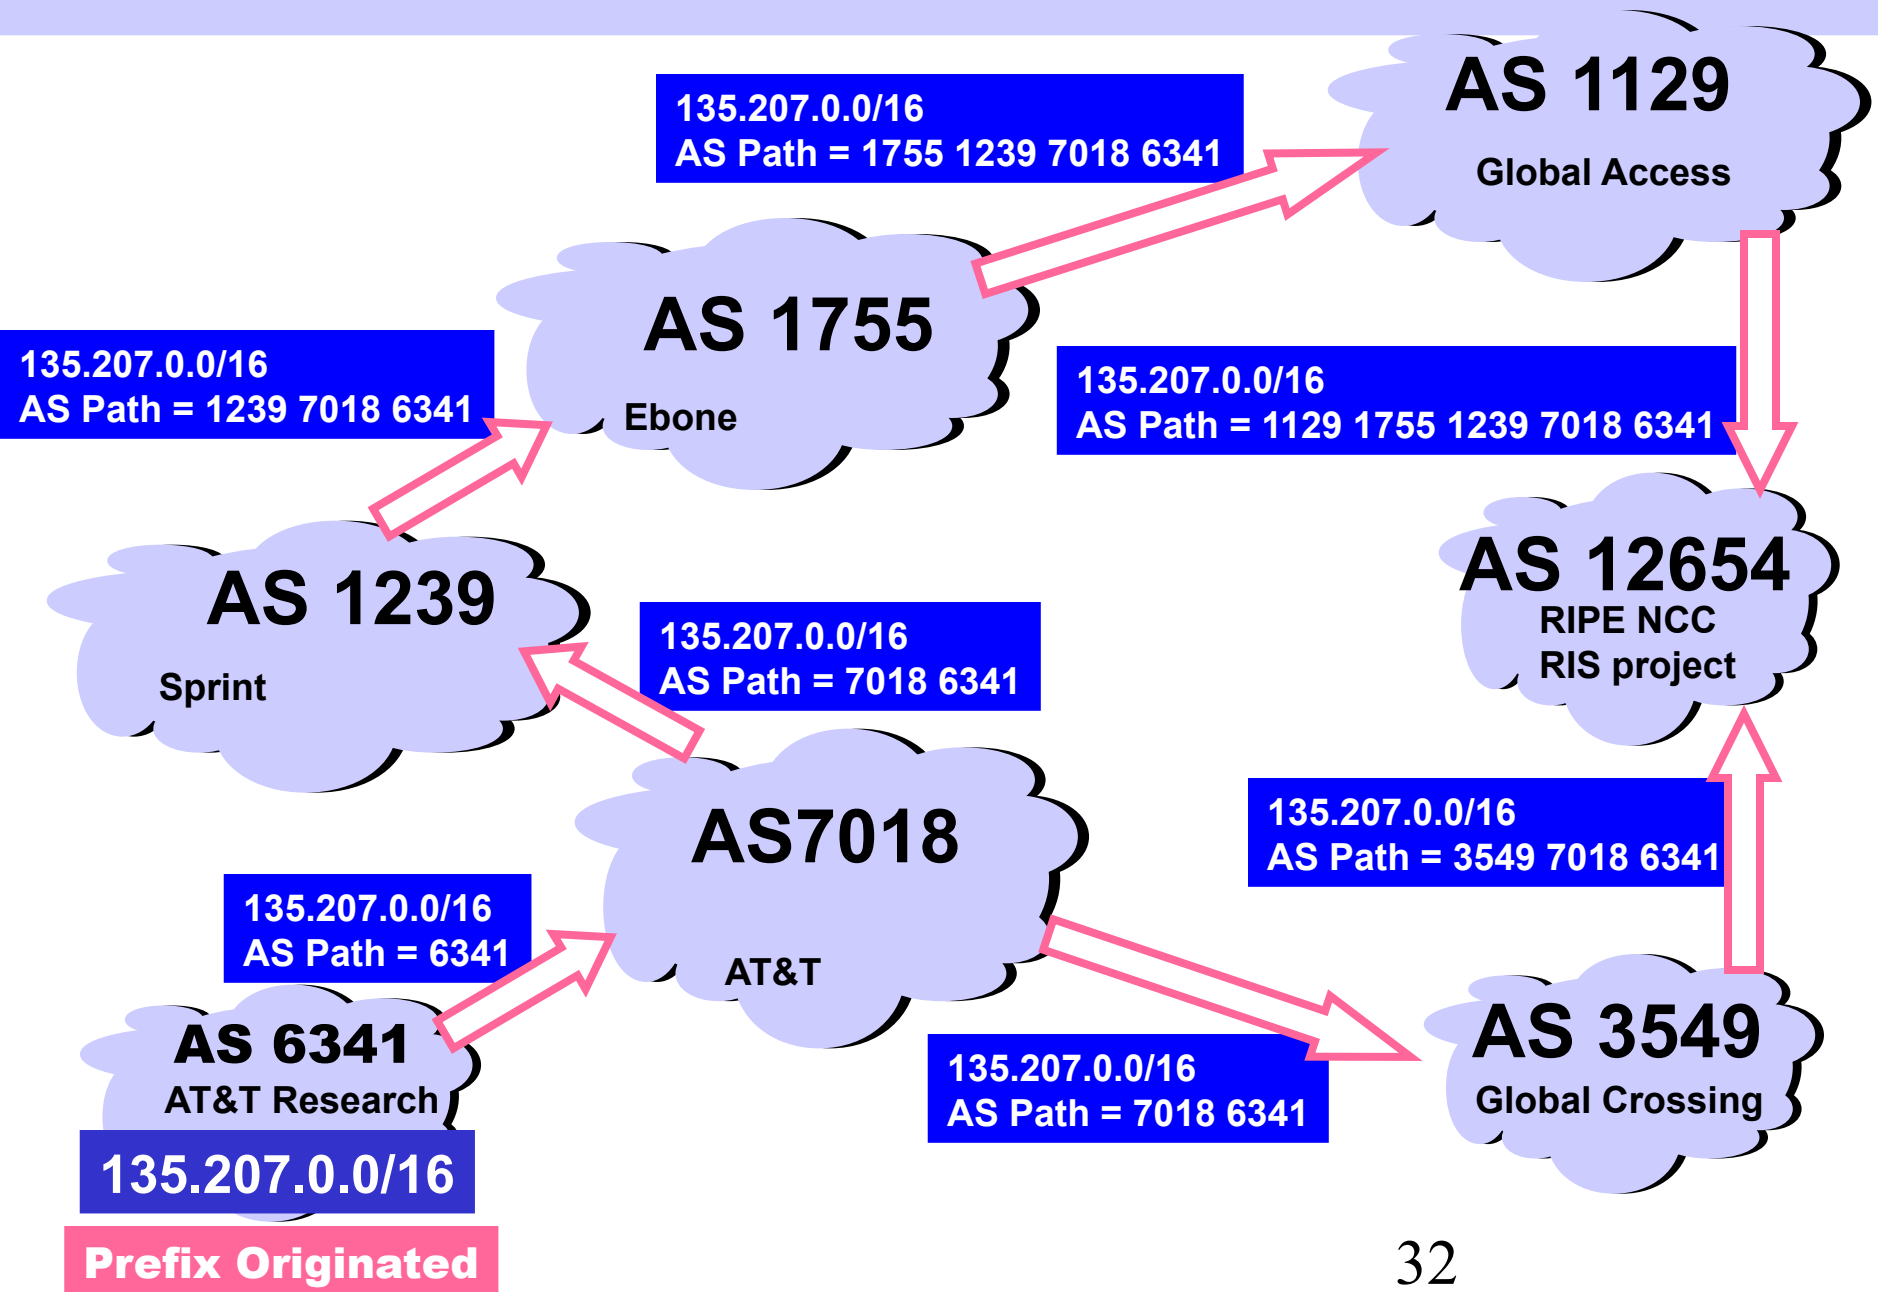 AS 1129
Global Access
135.207.0.0/16
AS Path = 1755 1239 7018 6341
AS 1755
Ebone
135.207.0.0/16
AS Path = 1239 7018 6341
135.207.0.0/16
AS Path = 1129 1755 1239 7018 6341
AS 12654
RIPE NCC
RIS project
AS 1239
Sprint
135.207.0.0/16
AS Path = 7018 6341
AS7018
AT&T
135.207.0.0/16
AS Path = 3549 7018 6341
135.207.0.0/16
AS Path = 6341
AS 6341
AT&T Research
135.207.0.0/16
Prefix Originated
135.207.0.0/16
AS Path = 7018 6341
AS 3549
Global Crossing
32